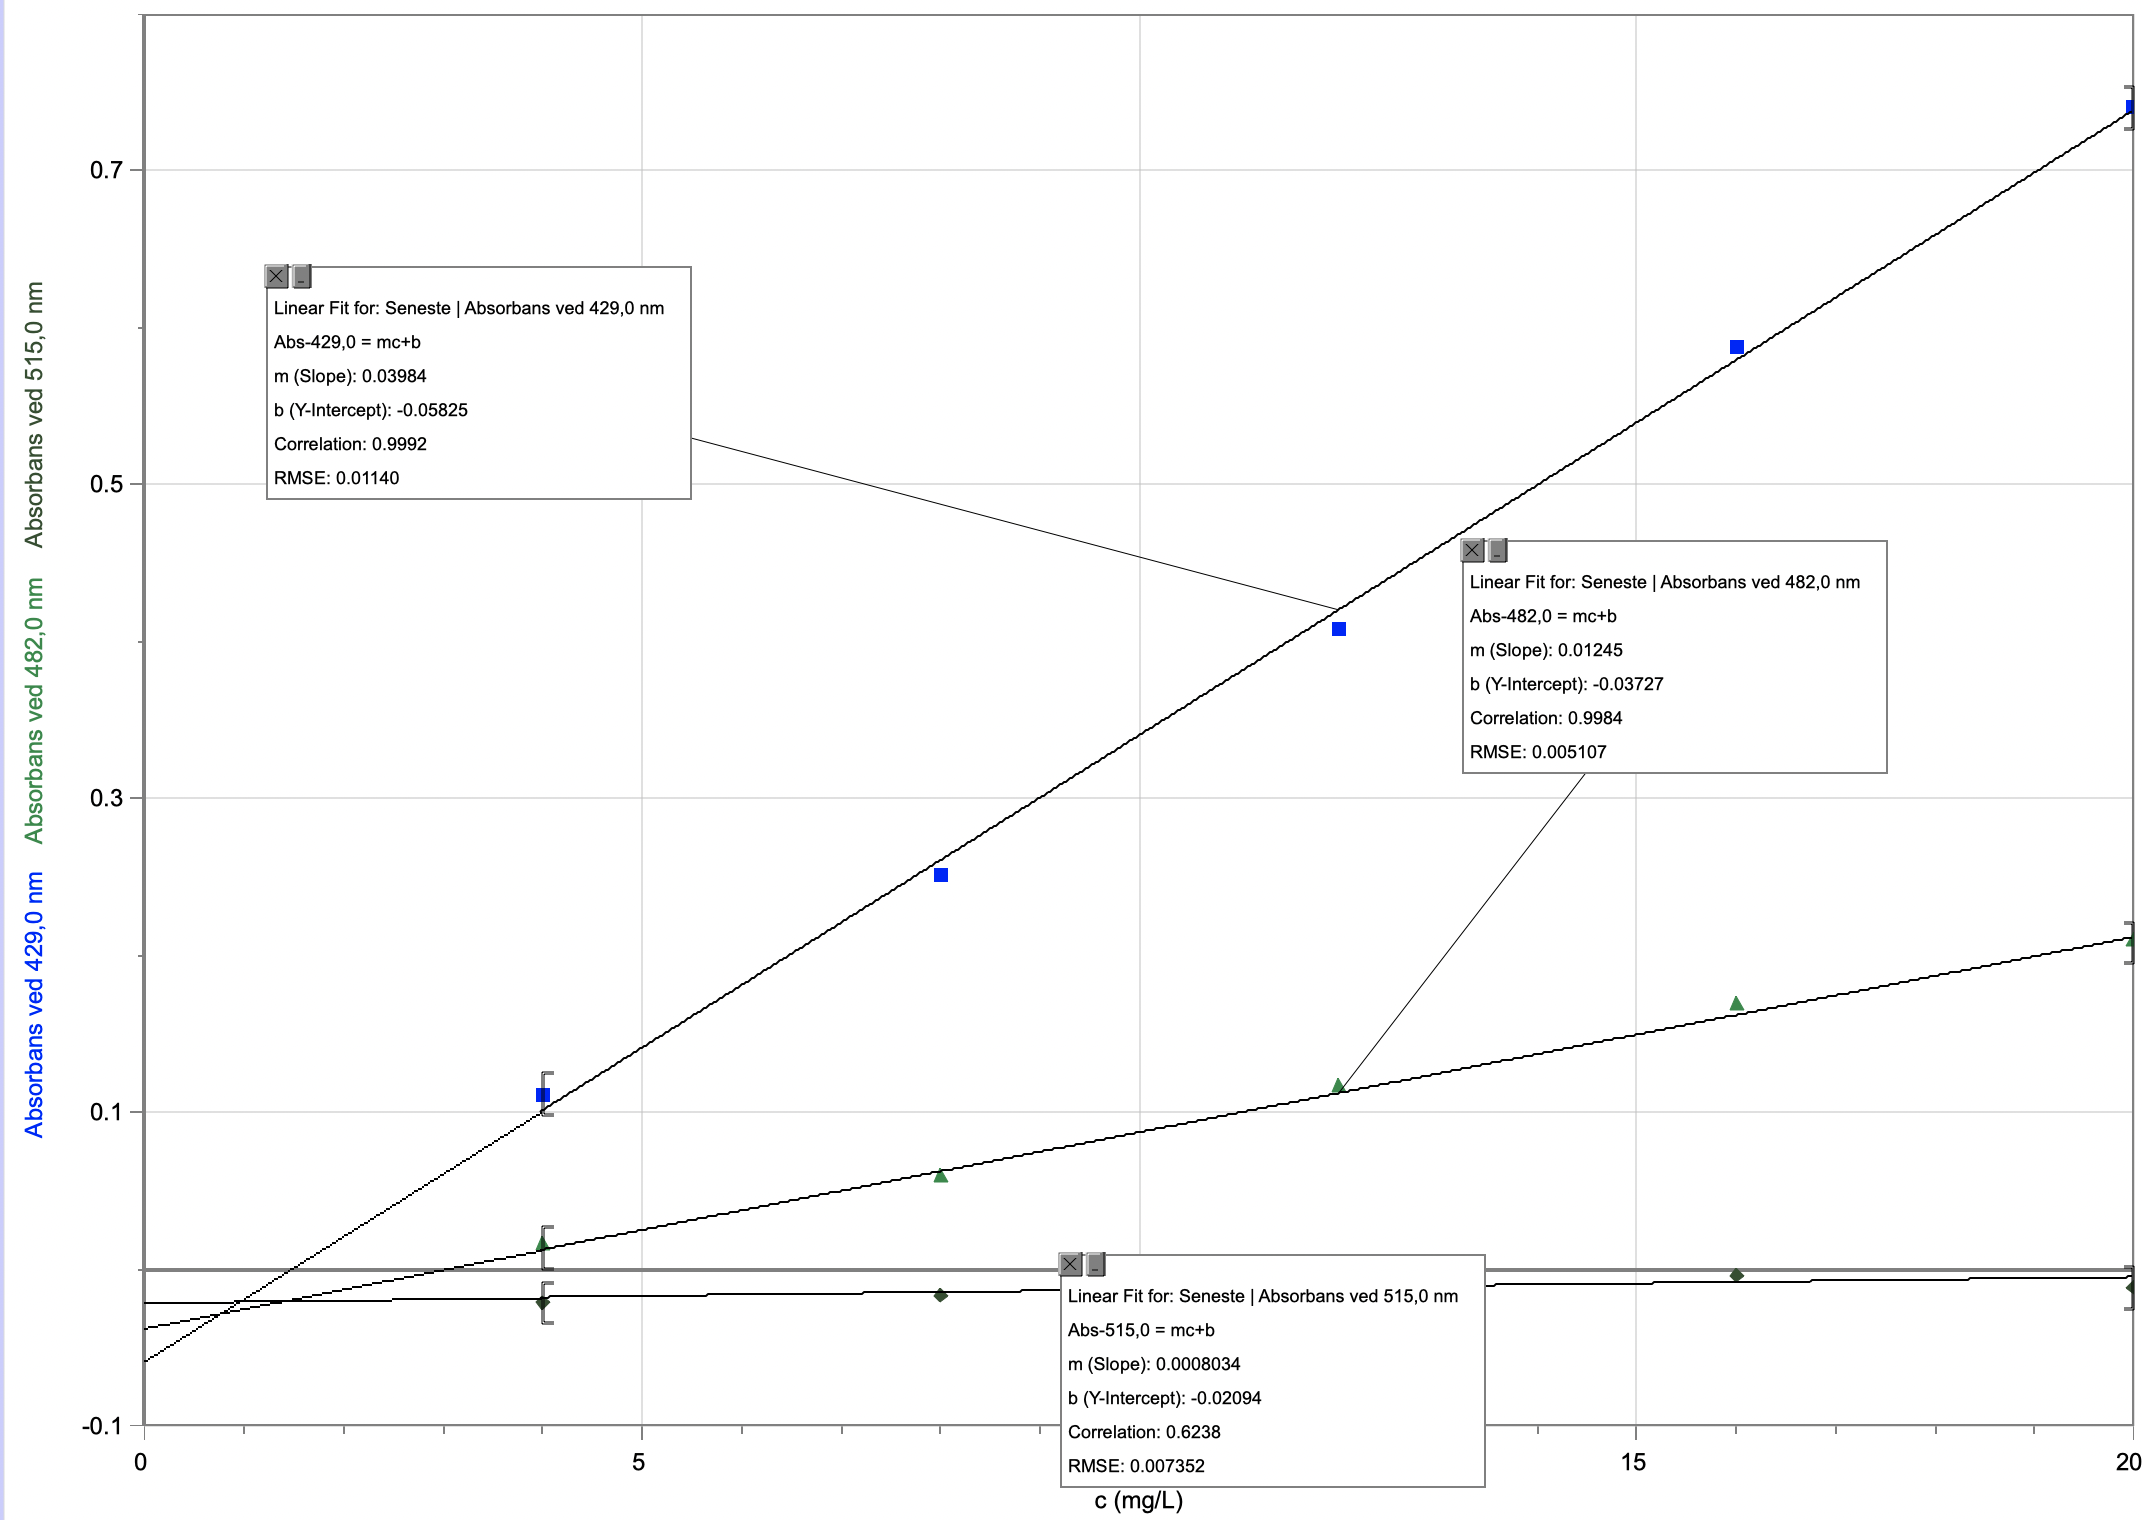 Absorbans ved 429,0 nm Absorbans ved 482,0 nm Absorbans ved 515,0 nm
0.7
0.5
0.3
0.1
-0.1
Linear Fit for: Seneste | Absorbans ved 429,0 nm
Abs-429,0 = mc+b
m (Slope): 0.03984
b (Y-Intercept): -0.05825
Correlation: 0.9992
RMSE: 0.01140
Linear Fit for: Seneste | Absorbans ved 482,0 nm
Abs-482,0 = mc+b
m (Slope): 0.01245
b (Y-Intercept): -0.03727
Correlation: 0.9984
RMSE: 0.005107
Linear Fit for: Seneste | Absorbans ved 515,0 nm
Abs-515,0 = mc+b
m (Slope): 0.0008034
b (Y-Intercept): -0.02094
Correlation: 0.6238
RMSE: 0.007352
0 5 15 20
c (mg/L)